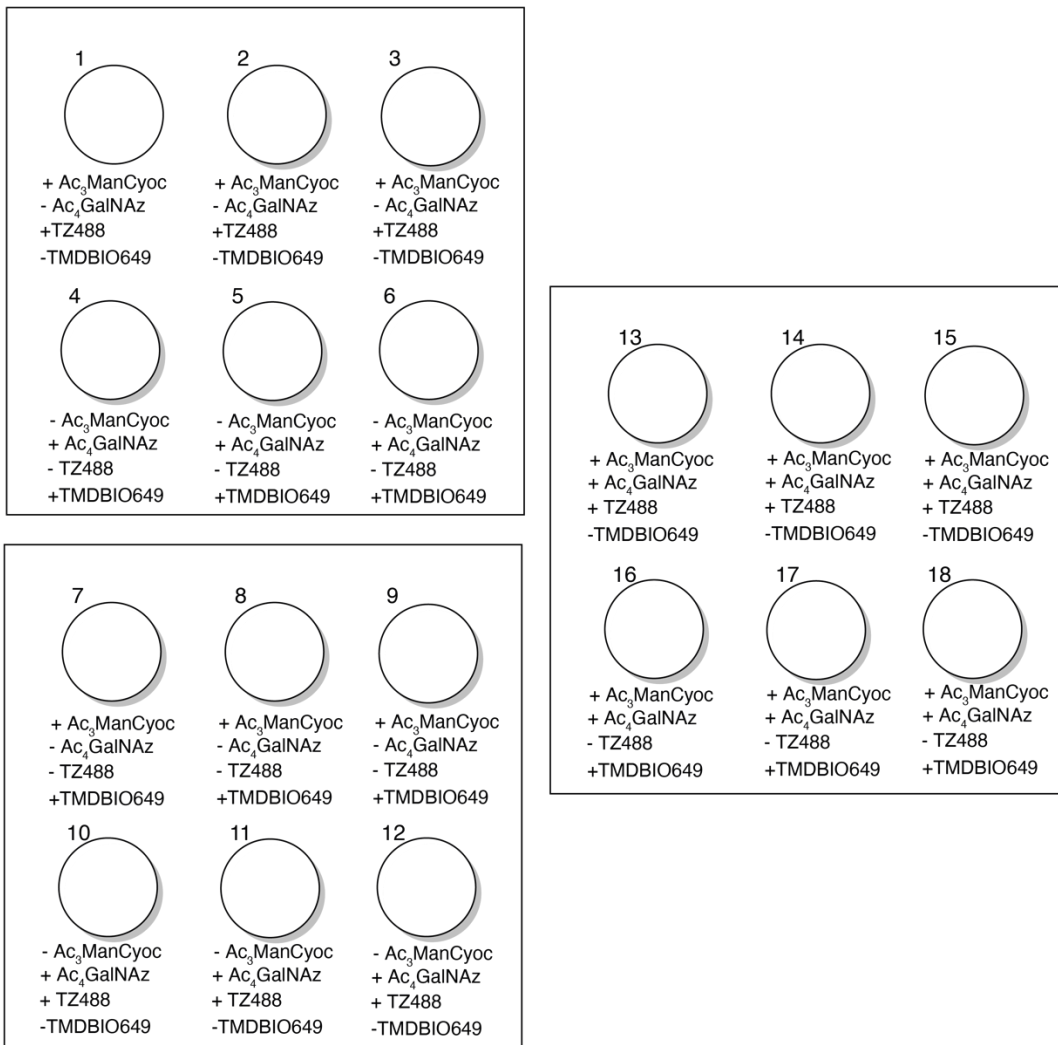 1 2 3
+ Ac₃ManCyoc + Ac₃ManCyoc + Ac₃ManCyoc
- Ac₄GalNAz - Ac₄GalNAz - Ac₄GalNAz
+TZ488 +TZ488 +TZ488
-TMDBIO649 -TMDBIO649 -TMDBIO649
4 5 6
- Ac₃ManCyoc - Ac₃ManCyoc - Ac₃ManCyoc
+ Ac₄GalNAz + Ac₄GalNAz + Ac₄GalNAz
- TZ488 - TZ488 - TZ488
+TMDBIO649 +TMDBIO649 +TMDBIO649
7 8 9
+ Ac₃ManCyoc + Ac₃ManCyoc + Ac₃ManCyoc
- Ac₄GalNAz - Ac₄GalNAz - Ac₄GalNAz
- TZ488 - TZ488 - TZ488
+TMDBIO649 +TMDBIO649 +TMDBIO649
10 11 12
- Ac₃ManCyoc - Ac₃ManCyoc - Ac₃ManCyoc
+ Ac₄GalNAz + Ac₄GalNAz + Ac₄GalNAz
+ TZ488 + TZ488 + TZ488
-TMDBIO649 -TMDBIO649 -TMDBIO649
13 14 15
+ Ac₃ManCyoc + Ac₃ManCyoc + Ac₃ManCyoc
+ Ac₄GalNAz + Ac₄GalNAz + Ac₄GalNAz
+ TZ488 + TZ488 + TZ488
-TMDBIO649 -TMDBIO649 -TMDBIO649
16 17 18
+ Ac₃ManCyoc + Ac₃ManCyoc + Ac₃ManCyoc
+ Ac₄GalNAz + Ac₄GalNAz + Ac₄GalNAz
- TZ488 - TZ488 - TZ488
+TMDBIO649 +TMDBIO649 +TMDBIO649